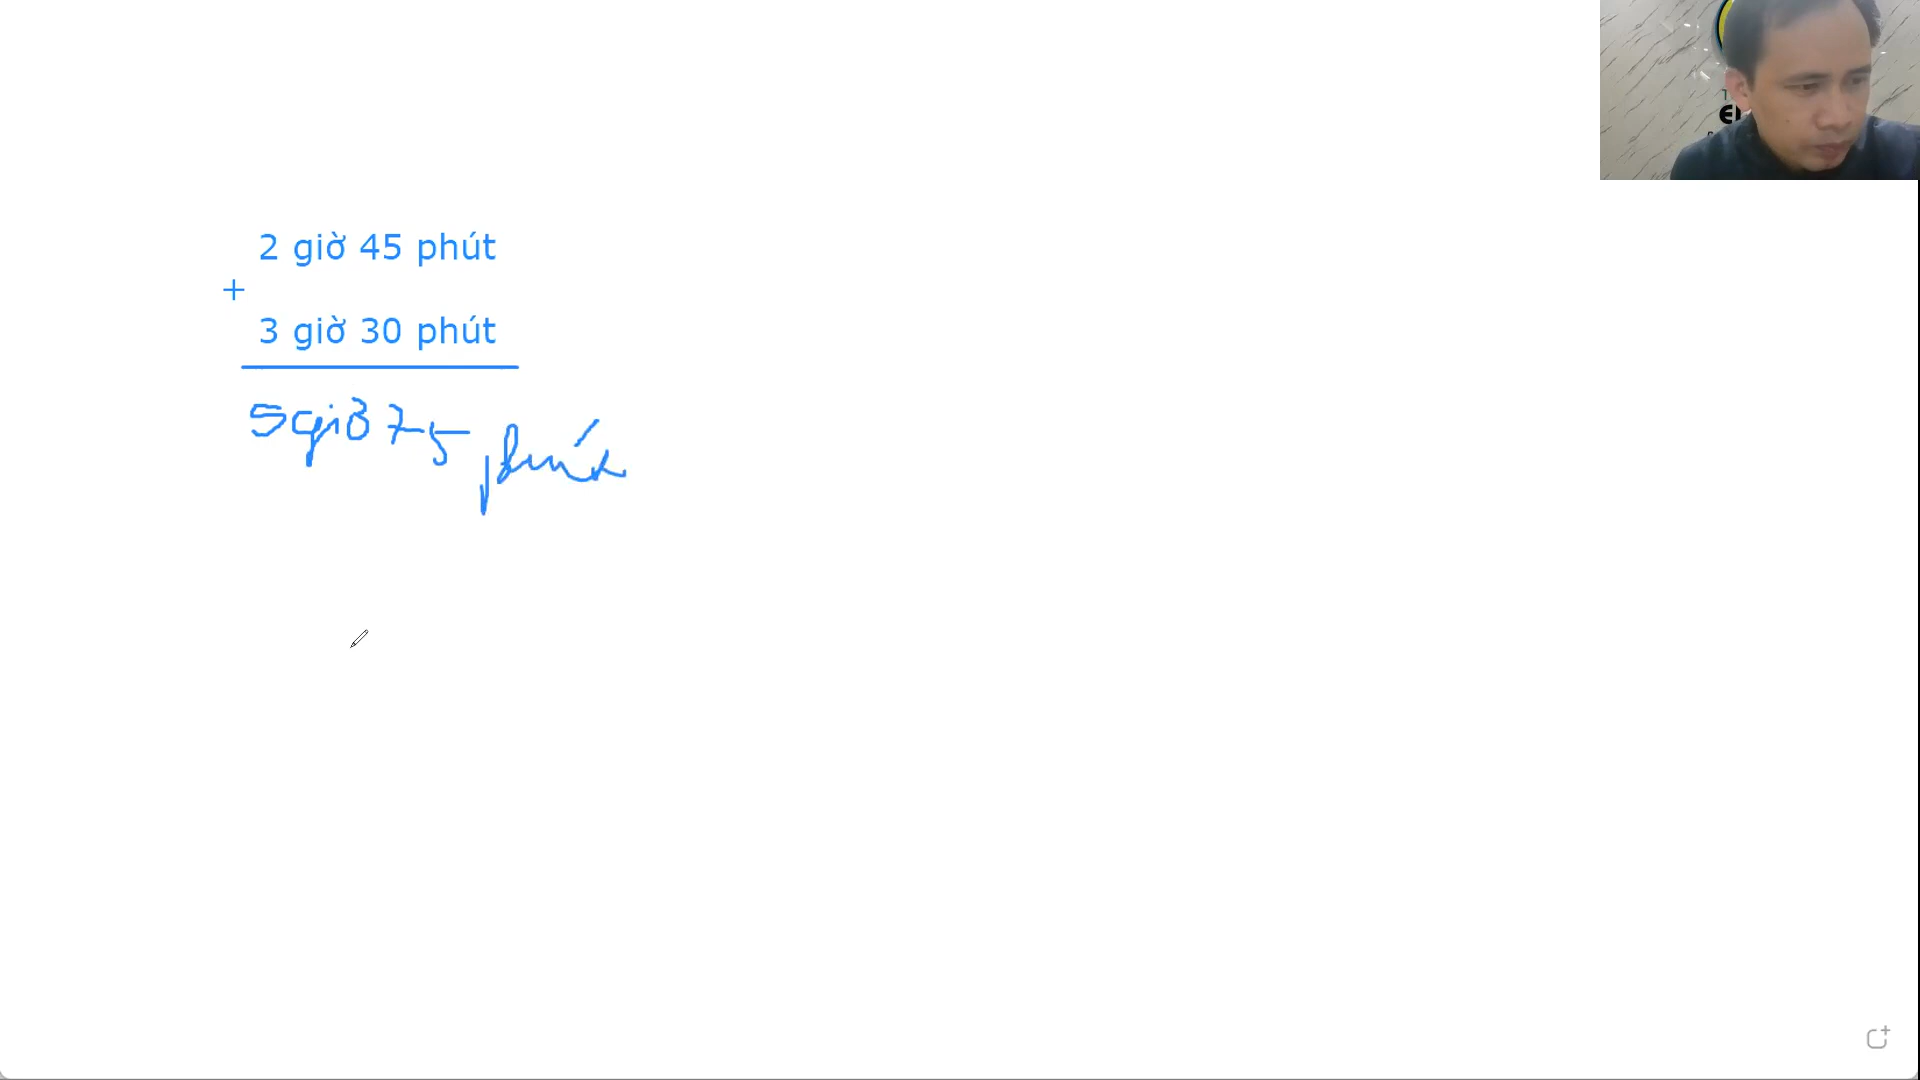 2 giờ 45 phút
+
3 giờ 30 phút
5 giờ 75 phút